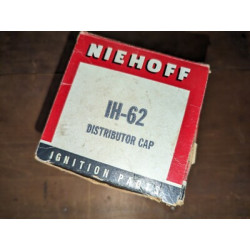 NIEHOFF
IH-62
DISTRIBUTOR CAP
IGNITION PARTS